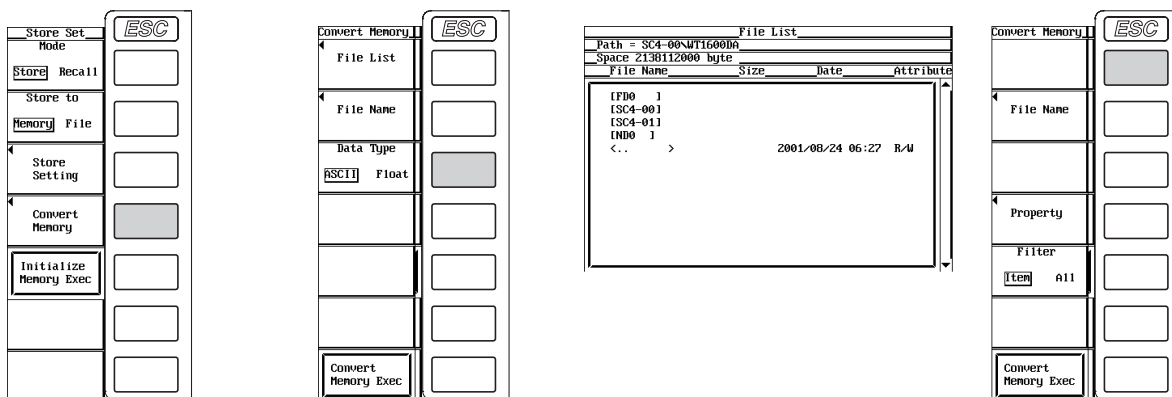 Store Set
ESC
Mode
Store Recall
Store to
Memory File
Store
Setting
Convert
Memory
Initialize
Memory Exec
Convert Memory
ESC
File List
File Name
Data Type
ASCII Float
Convert
Memory Exec
File List
Path = SC4-00\WT1600DA
Space 2138112000 byte
File Name Size Date Attribute
[FD0 ]
[SC4-00]
[SC4-01]
[ND0 ]
<.. > 2001/08/24 06:27 R/W
Convert Memory
ESC
File Name
Property
Filter
Item All
Convert
Memory Exec